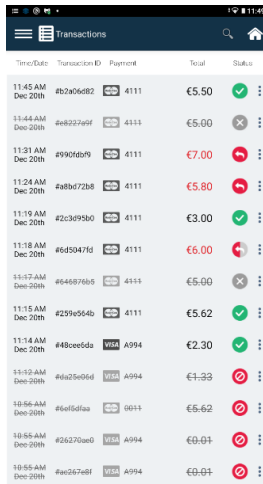 11:49
Transactions
Time/Date Transaction ID Payment Total Status
11:45 AM
Dec 20th #b2a06d82 4111 €5.50
11:44 AM
Dec 20th #e8227a9f 4111 €5.00
11:31 AM
Dec 20th #990fdbf9 4111 €7.00
11:24 AM
Dec 20th #a8bd72b8 4111 €5.80
11:19 AM
Dec 20th #2c3d95b0 4111 €3.00
11:18 AM
Dec 20th #6d5047fd 4111 €6.00
11:17 AM
Dec 20th #646876b5 4111 €5.00
11:15 AM
Dec 20th #259e564b 4111 €5.62
11:14 AM
Dec 20th #48cee6da VISA A994 €2.30
11:12 AM
Dec 20th #da25e06d VISA A994 €1.33
10:56 AM
Dec 20th #6ef5dfaa 0011 €5.62
10:55 AM
Dec 20th #26270ae0 VISA A994 €0.01
10:55 AM
Dec 20th #ac267e8f VISA A994 €0.01